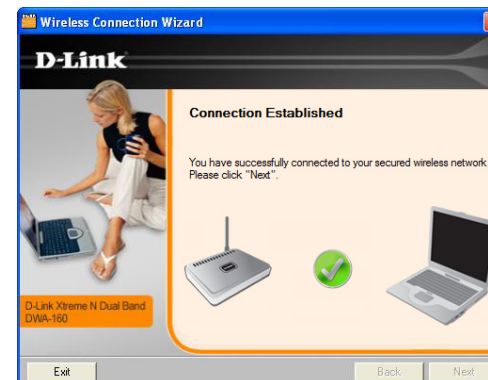 Wireless Connection Wizard
D-Link
Connection Established
You have successfully connected to your secured wireless network
Please click "Next".
D-Link Xtreme N Dual Band
DWA-160
Exit
Back
Next